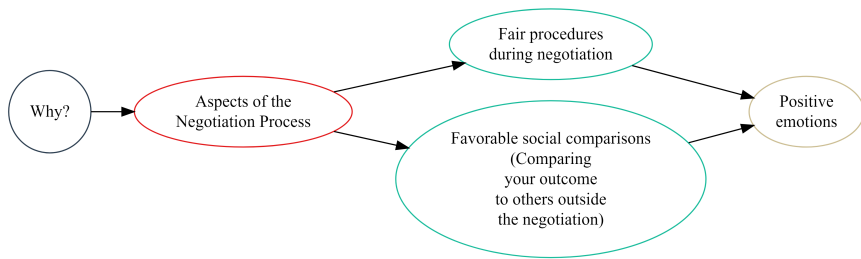 Why?
Aspects of the
Negotiation Process
Fair procedures
during negotiation
Favorable social comparisons
(Comparing
your outcome
to others outside
the negotiation)
Positive
emotions